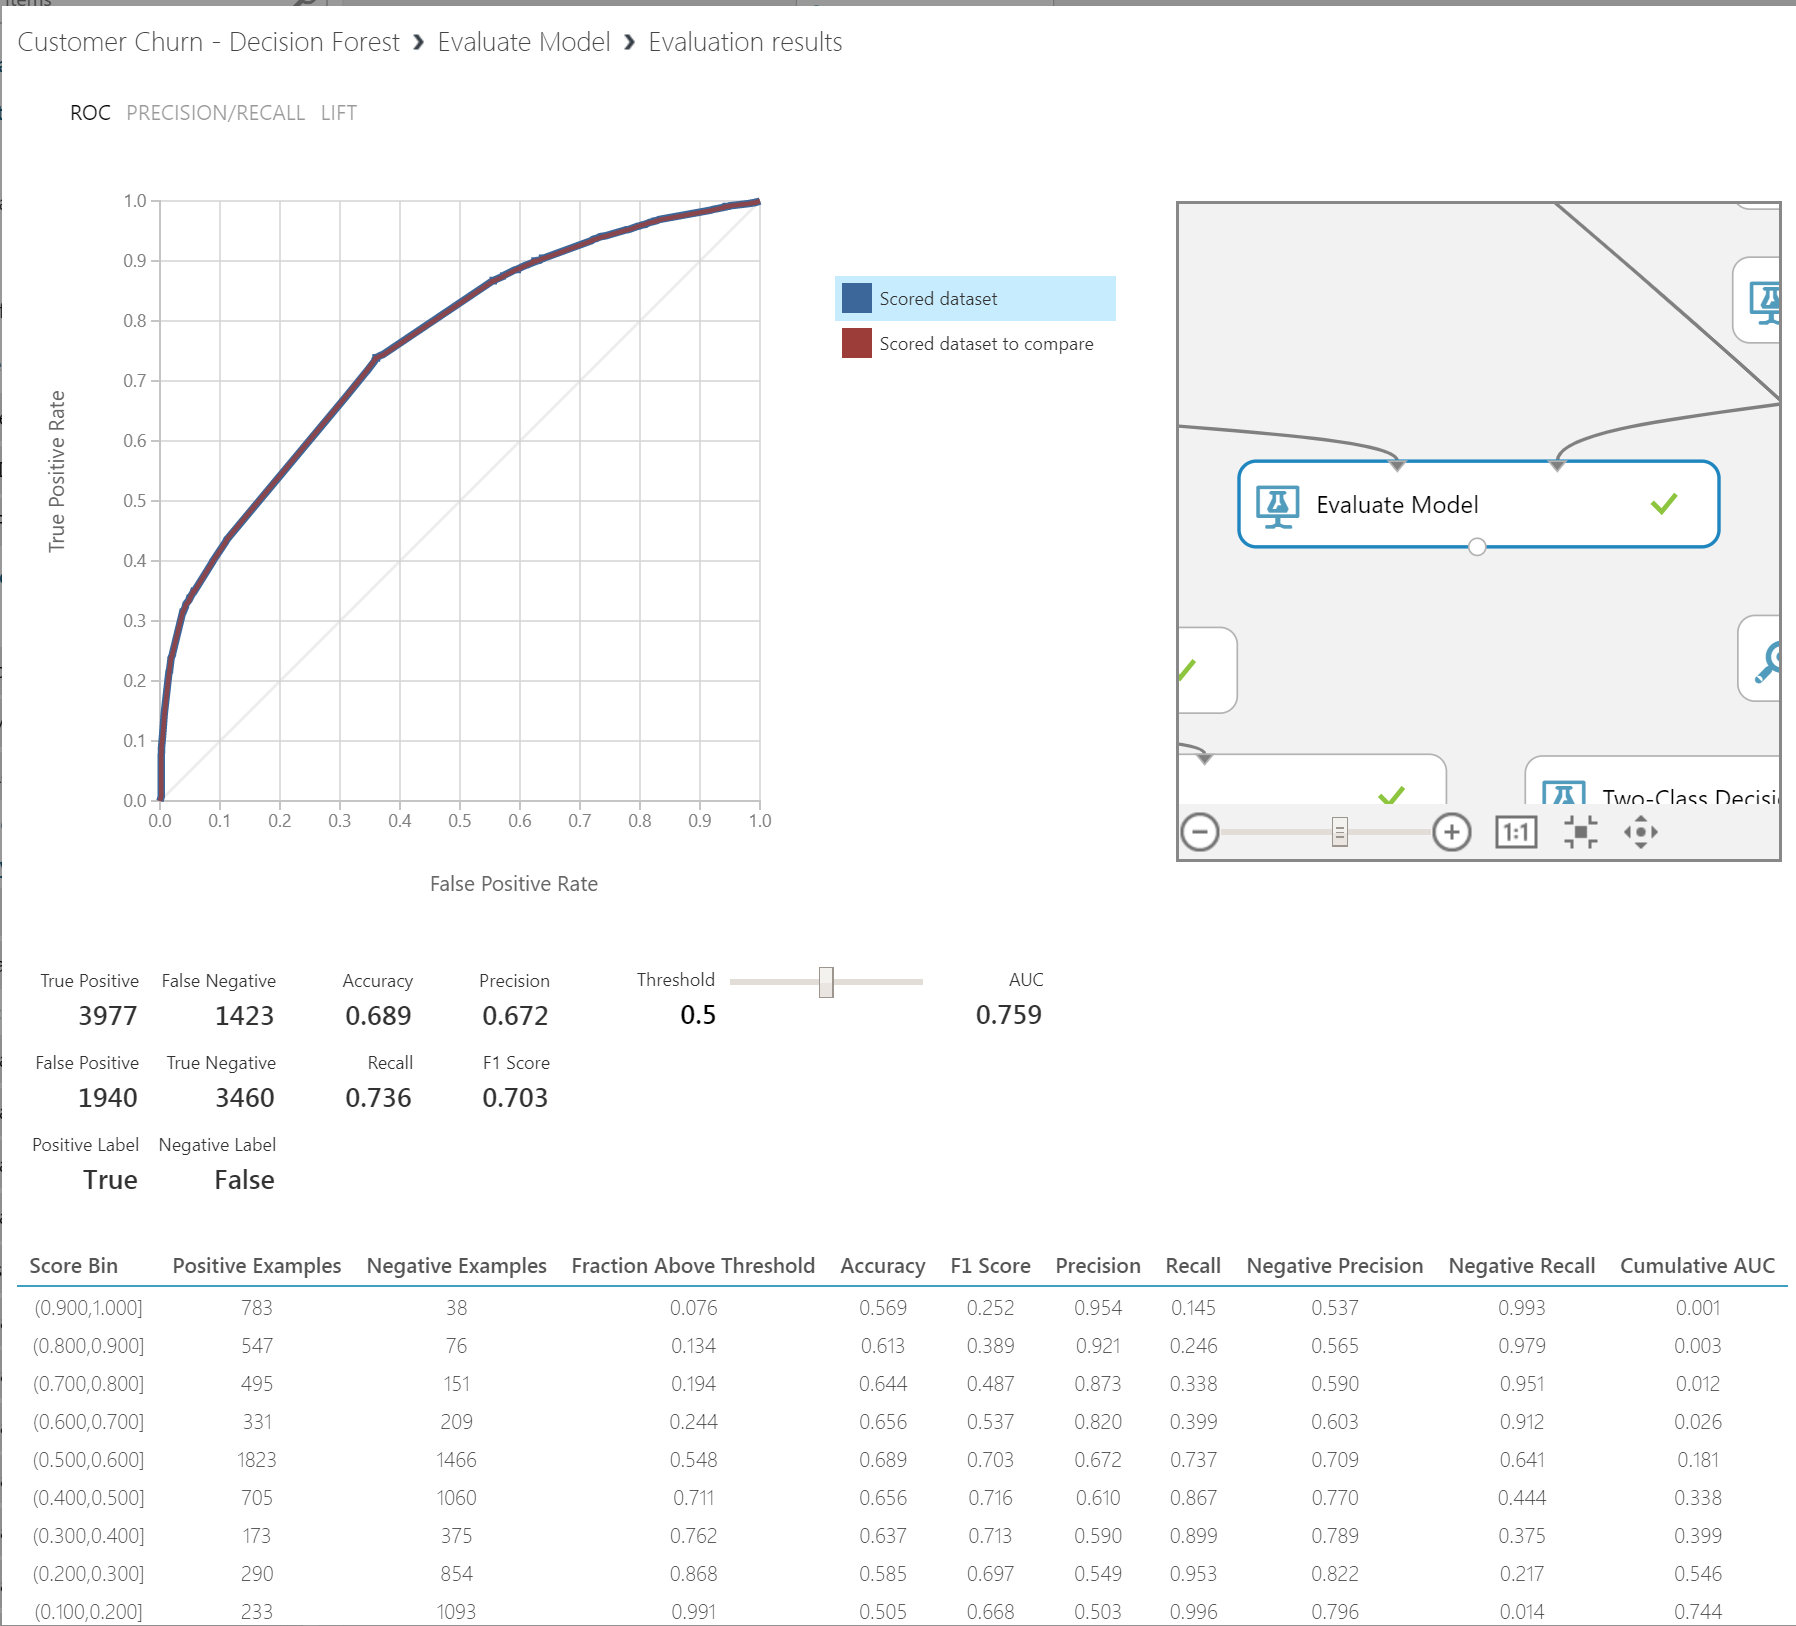 Customer Churn - Decision Forest › Evaluate Model › Evaluation results
ROC PRECISION/RECALL LIFT
1.0
0.9
0.8
0.7
0.6
0.5
0.4
0.3
0.2
0.1
0.0
True Positive Rate
0.0 0.1 0.2 0.3 0.4 0.5 0.6 0.7 0.8 0.9 1.0
False Positive Rate
Scored dataset
Scored dataset to compare
Evaluate Model
Two-Class
1:1
True Positive False Negative Accuracy Precision Threshold AUC
3977 1423 0.689 0.672 0.5 0.759
False Positive True Negative Recall F1 Score
1940 3460 0.736 0.703
Positive Label Negative Label
True False
Score Bin Positive Examples Negative Examples Fraction Above Threshold Accuracy F1 Score Precision Recall Negative Precision Negative Recall Cumulative AUC
(0.900,1.000] 783 38 0.076 0.569 0.252 0.954 0.145 0.537 0.993 0.001
(0.800,0.900] 547 76 0.134 0.613 0.389 0.921 0.246 0.565 0.979 0.003
(0.700,0.800] 495 151 0.194 0.644 0.487 0.873 0.338 0.590 0.951 0.012
(0.600,0.700] 331 209 0.244 0.656 0.537 0.820 0.399 0.603 0.912 0.026
(0.500,0.600] 1823 1466 0.548 0.689 0.703 0.672 0.737 0.709 0.641 0.181
(0.400,0.500] 705 1060 0.711 0.656 0.716 0.610 0.867 0.770 0.444 0.338
(0.300,0.400] 173 375 0.762 0.637 0.713 0.590 0.899 0.789 0.375 0.399
(0.200,0.300] 290 854 0.868 0.585 0.697 0.549 0.953 0.822 0.217 0.546
(0.100,0.200] 233 1093 0.991 0.505 0.668 0.503 0.996 0.796 0.014 0.744